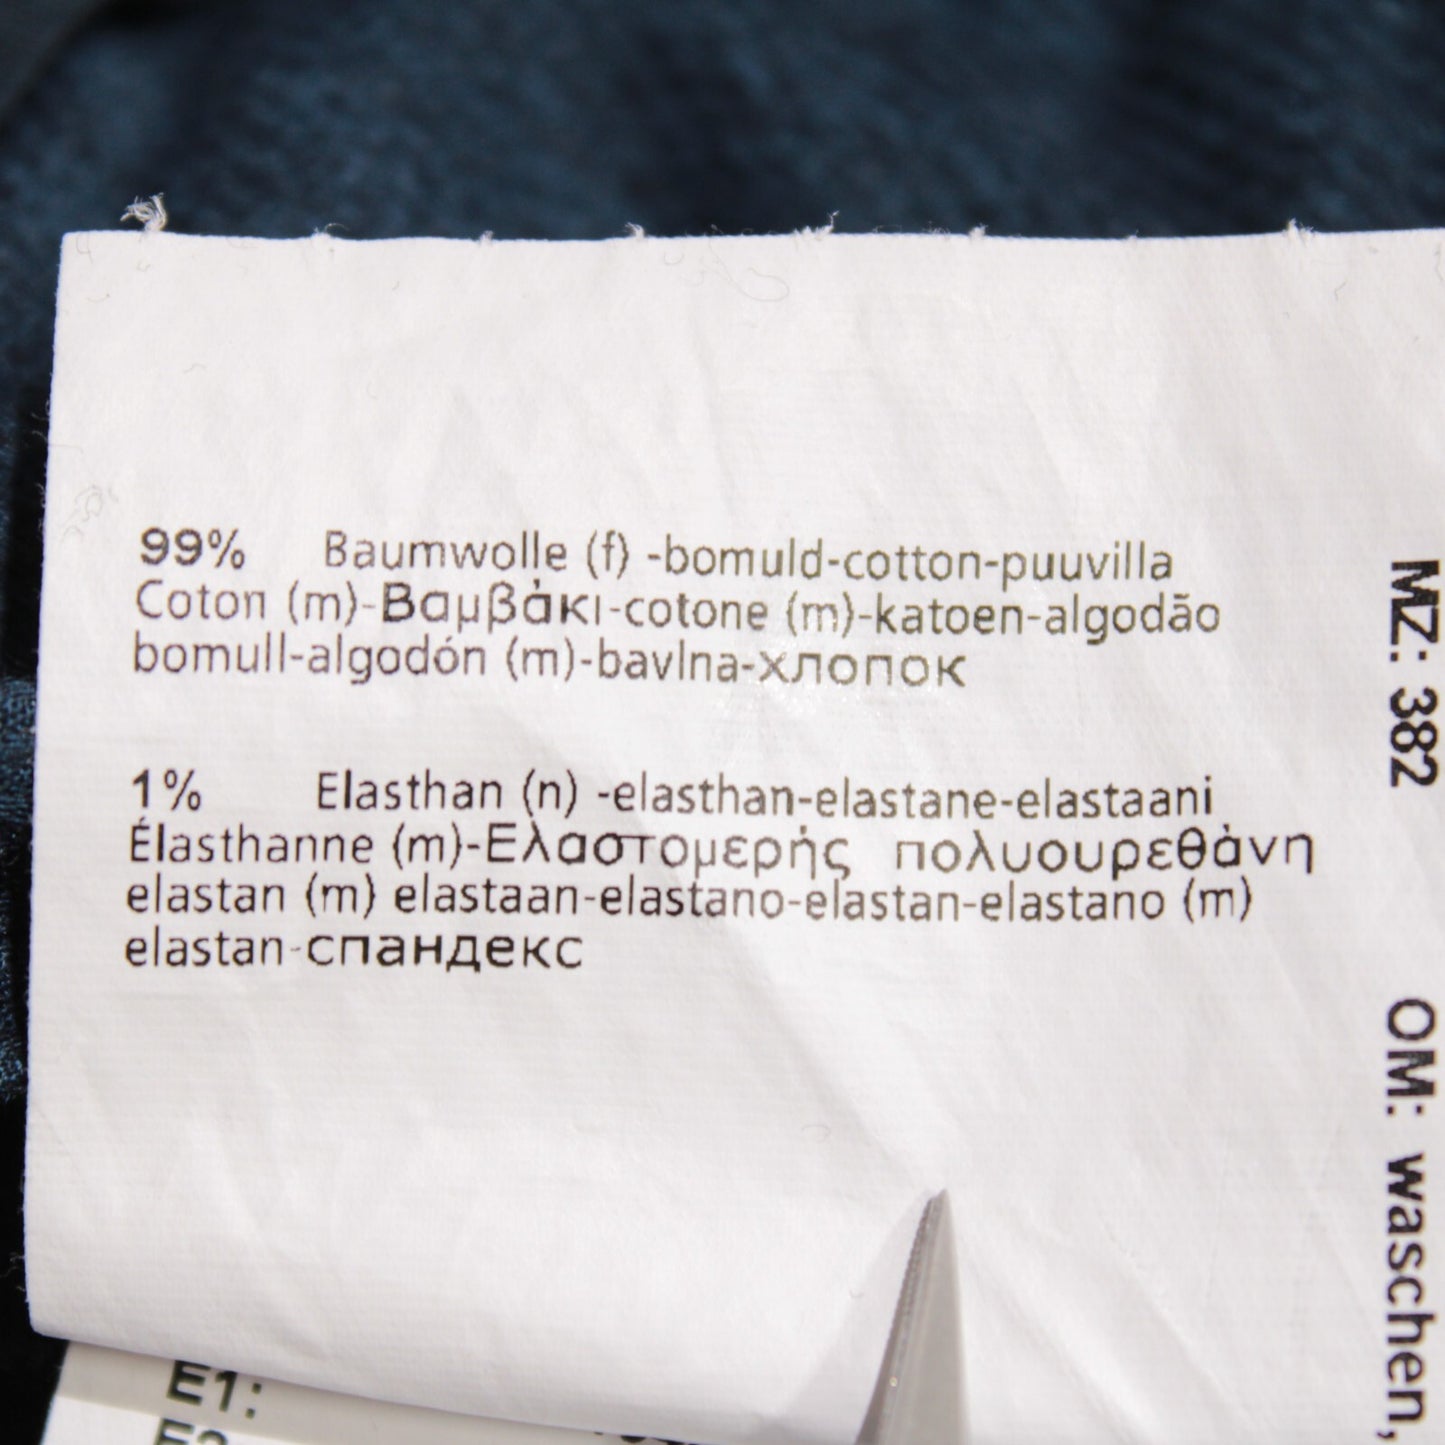 99% Baumwolle (f) -bomuld-cotton-puuvilla
Coton (m)-Βαμβάκι-cotone (m)-katoen-algodão
bomull-algodón (m)-bavlna-хлопок
1% Elasthan (n) -elasthan-elastane-elastaani
Élasthanne (m)-Ελαστομερής πολυουρεθάνη
elastan (m) elastaan-elastano-elastan-elastano (m)
elastan-спандекс
MZ: 382
OM: waschen,
E1: